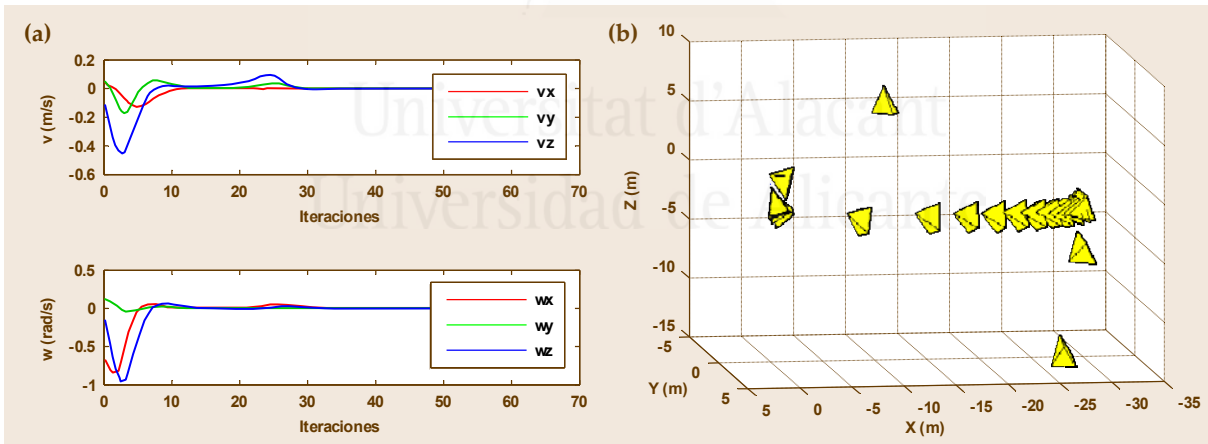 (a)
0.2
0
-0.2
-0.4
-0.6
v (m/s)
vx
vy
vz
0 10 20 30 40 50 60 70
Iteraciones
0.5
0
-0.5
-1
w (rad/s)
wx
wy
wz
0 10 20 30 40 50 60 70
Iteraciones
(b)
10
5
0
-5
-10
-15
Z (m)
-5
0
5
Y (m)
5 0 -5 -10 -15 -20 -25 -30 -35
X (m)
Universitat d'Alacant
Universidad de Alicante